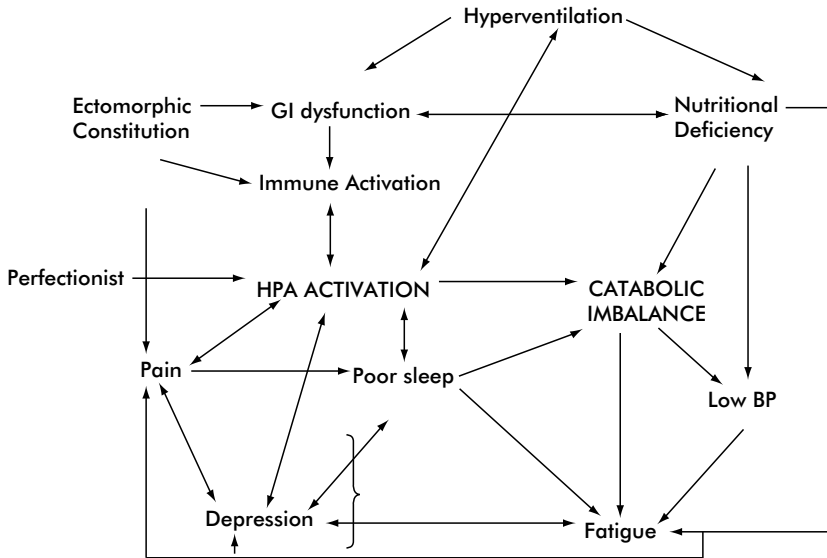 Hyperventilation
Ectomorphic
Constitution
GI dysfunction
Nutritional
Deficiency
Immune Activation
Perfectionist
HPA ACTIVATION
CATABOLIC
IMBALANCE
Pain
Poor sleep
Low BP
Depression
Fatigue